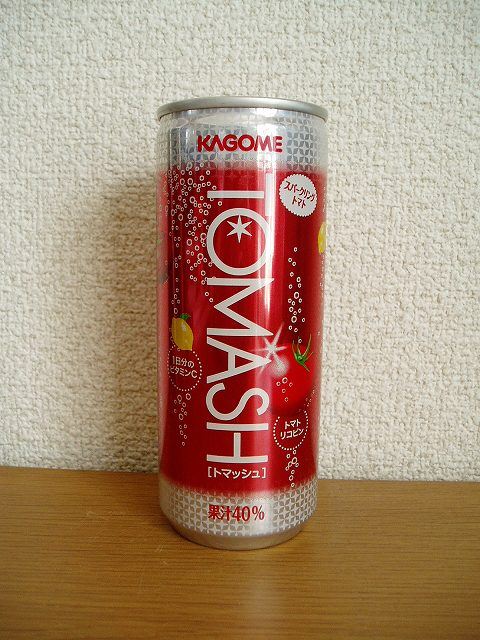 KAGOME
スパークリング
トマト
TOMASH
1日分の
ビタミンC
トマト
リコピン
[トマッシュ]
果汁40%